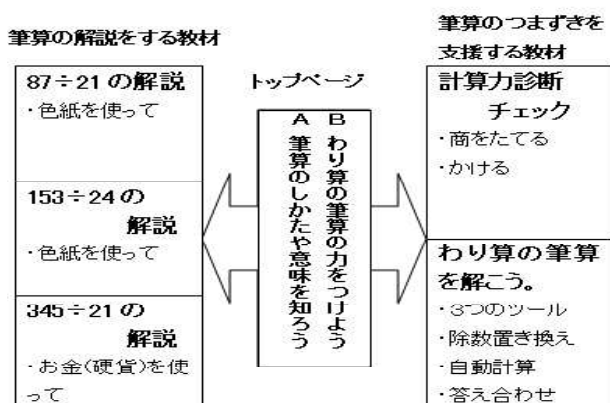 筆算の解説をする教材
87÷21の解説
・色紙を使って
153÷24の
解説
・色紙を使って
345÷21の
解説
・お金(硬貨)を使
って
トップページ
A 筆算のしかたや意味を知ろう
B わり算の筆算の力をつけよう
筆算のつまずきを
支援する教材
計算力診断
チェック
・商をたてる
・かける
わり算の筆算
を解こう。
・3つのツール
・除数置き換え
・自動計算
・答え合わせ